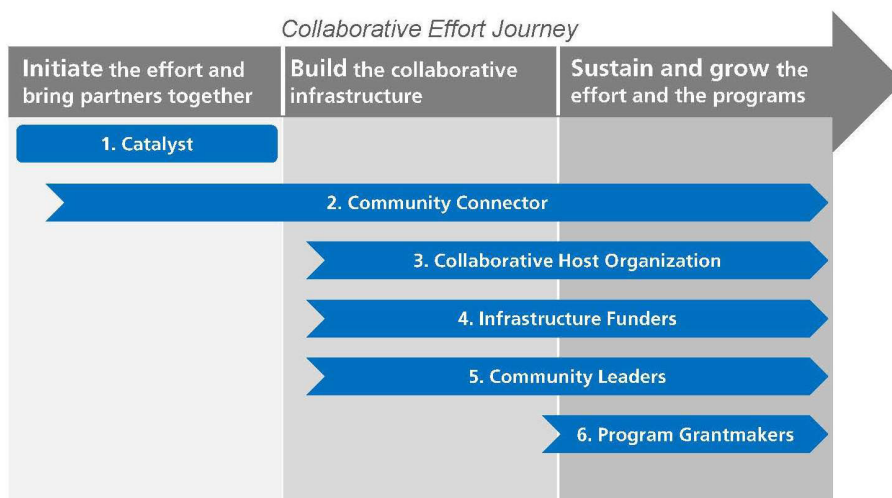 Collaborative Effort Journey
Initiate the effort and
bring partners together
Build the collaborative
infrastructure
Sustain and grow the
effort and the programs
1. Catalyst
2. Community Connector
3. Collaborative Host Organization
4. Infrastructure Funders
5. Community Leaders
6. Program Grantmakers